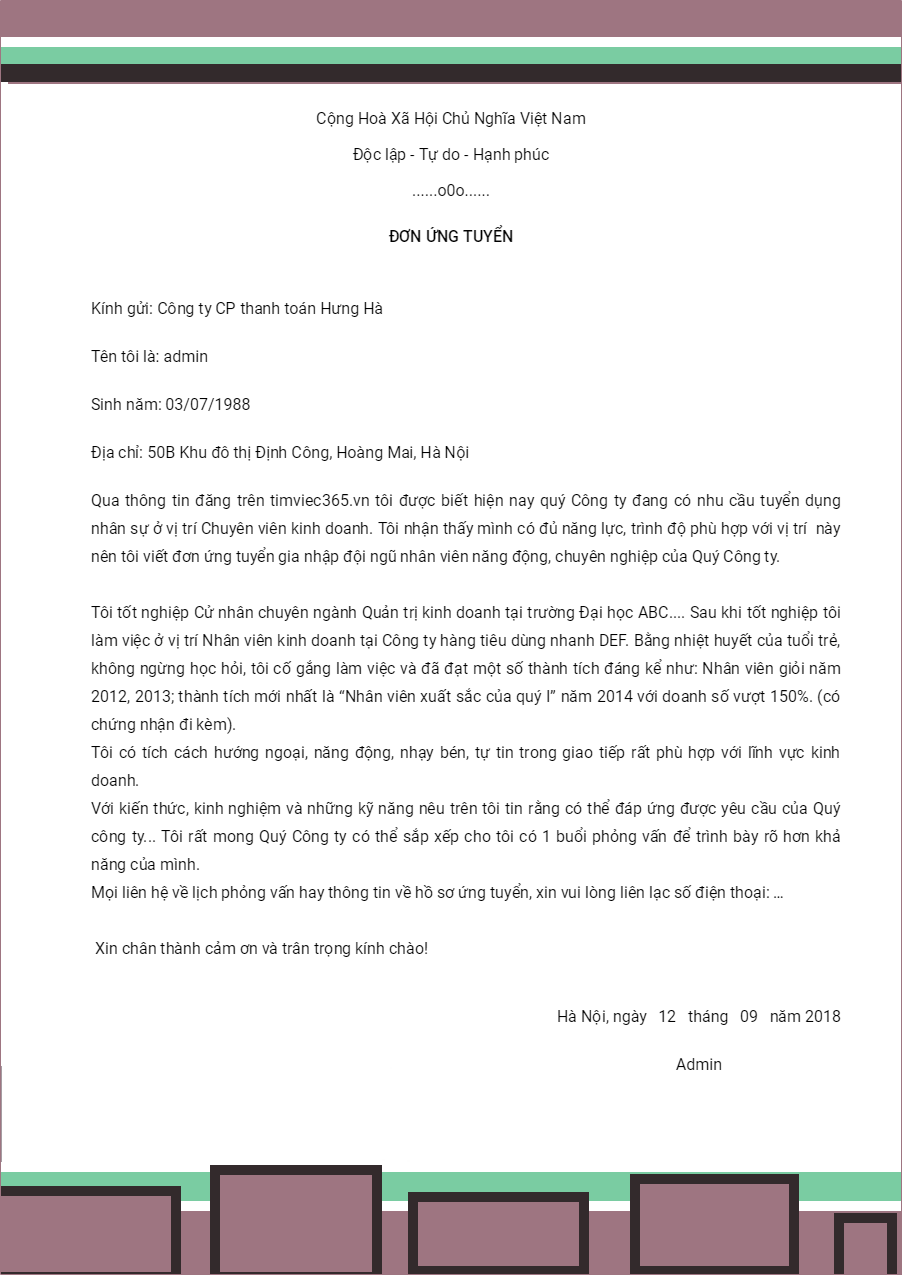 Cộng Hoà Xã Hội Chủ Nghĩa Việt Nam
Độc lập - Tự do - Hạnh phúc
......o0o......
ĐƠN ỨNG TUYỂN
Kính gửi: Công ty CP thanh toán Hưng Hà
Tên tôi là: admin
Sinh năm: 03/07/1988
Địa chỉ: 50B Khu đô thị Định Công, Hoàng Mai, Hà Nội
Qua thông tin đăng trên timviec365.vn tôi được biết hiện nay quý Công ty đang có nhu cầu tuyển dụng
nhân sự ở vị trí Chuyên viên kinh doanh. Tôi nhận thấy mình có đủ năng lực, trình độ phù hợp với vị trí  này
nên tôi viết đơn ứng tuyển gia nhập đội ngũ nhân viên năng động, chuyên nghiệp của Quý Công ty.
Tôi tốt nghiệp Cử nhân chuyên ngành Quản trị kinh doanh tại trường Đại học ABC.... Sau khi tốt nghiệp tôi
làm việc ở vị trí Nhân viên kinh doanh tại Công ty hàng tiêu dùng nhanh DEF. Bằng nhiệt huyết của tuổi trẻ,
không ngừng học hỏi, tôi cố gắng làm việc và đã đạt một số thành tích đáng kể như: Nhân viên giỏi năm
2012, 2013; thành tích mới nhất là “Nhân viên xuất sắc của quý I” năm 2014 với doanh số vượt 150%. (có
chứng nhận đi kèm).
Tôi có tích cách hướng ngoại, năng động, nhạy bén, tự tin trong giao tiếp rất phù hợp với lĩnh vực kinh
doanh.
Với kiến thức, kinh nghiệm và những kỹ năng nêu trên tôi tin rằng có thể đáp ứng được yêu cầu của Quý
công ty... Tôi rất mong Quý Công ty có thể sắp xếp cho tôi có 1 buổi phỏng vấn để trình bày rõ hơn khả
năng của mình.
Mọi liên hệ về lịch phỏng vấn hay thông tin về hồ sơ ứng tuyển, xin vui lòng liên lạc số điện thoại: …
Xin chân thành cảm ơn và trân trọng kính chào!
Hà Nội, ngày   12   tháng   09   năm 2018
Admin